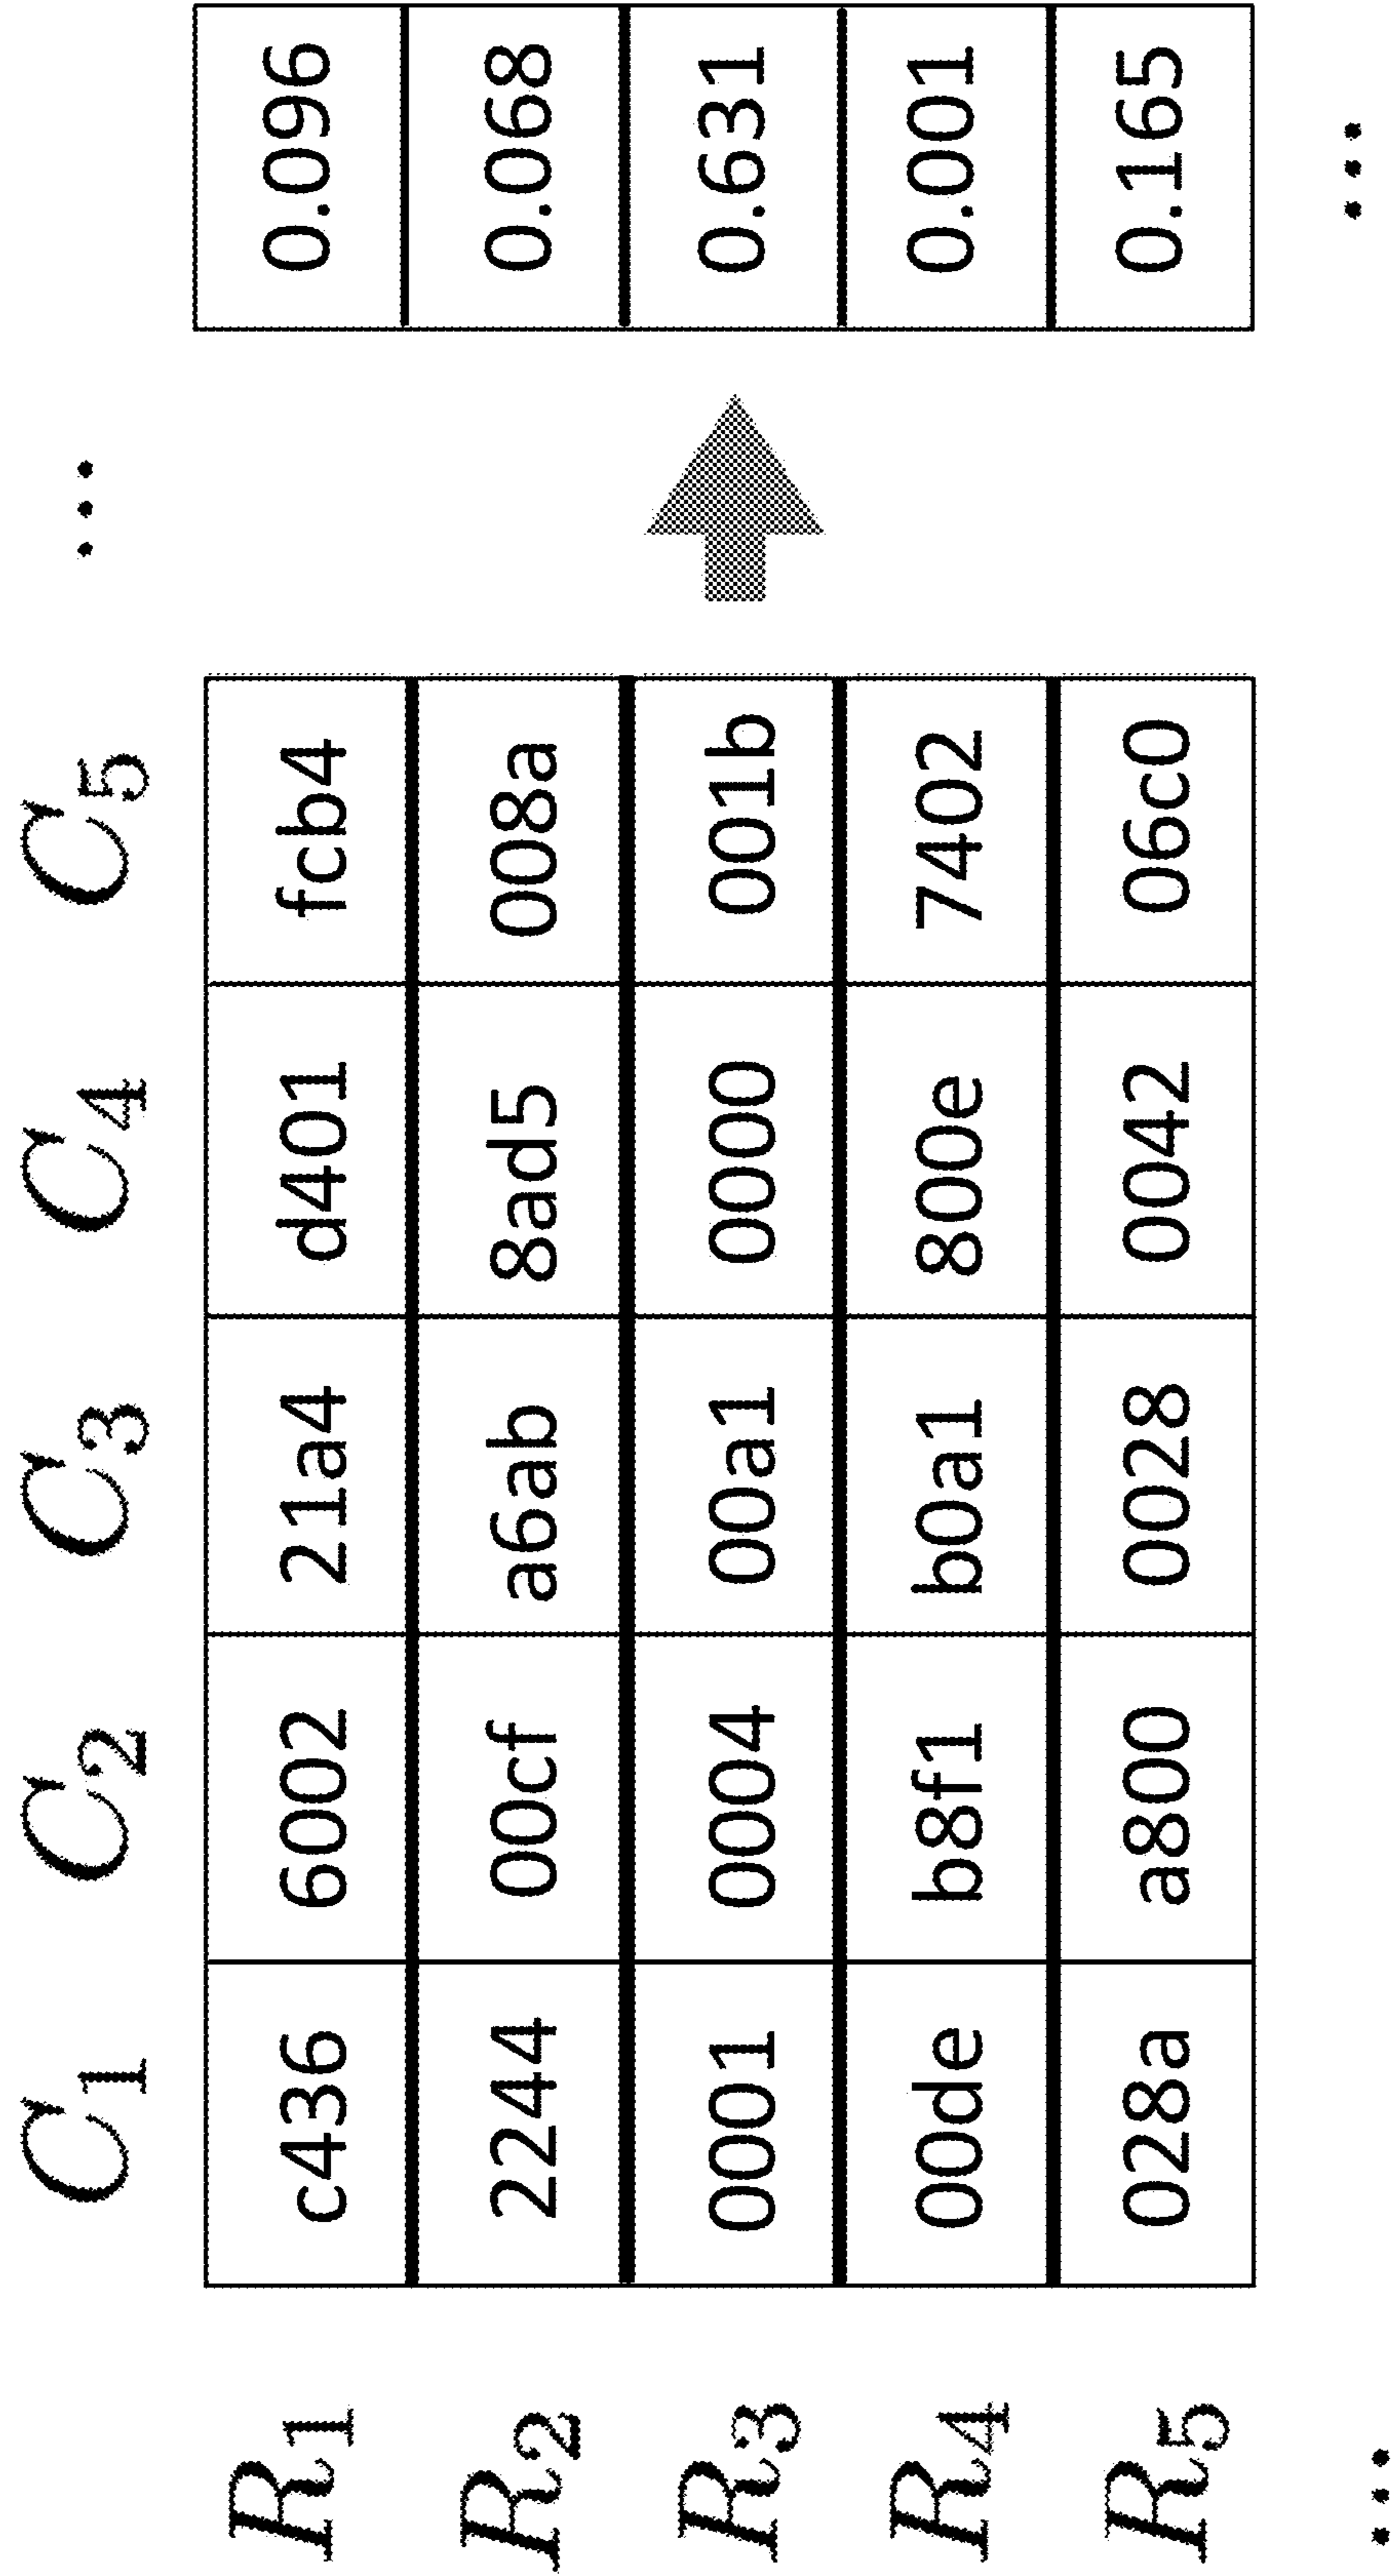 C1 C2 C3 C4 C5 ...
R1 c436 6002 21a4 d401 fcb4 0.096
R2 2244 00cf a6ab 8ad5 008a 0.068
R3 0001 0004 00a1 0000 001b 0.631
R4 00de b8f1 b0a1 800e 7402 0.001
R5 028a a800 0028 0042 06c0 0.165
... ...